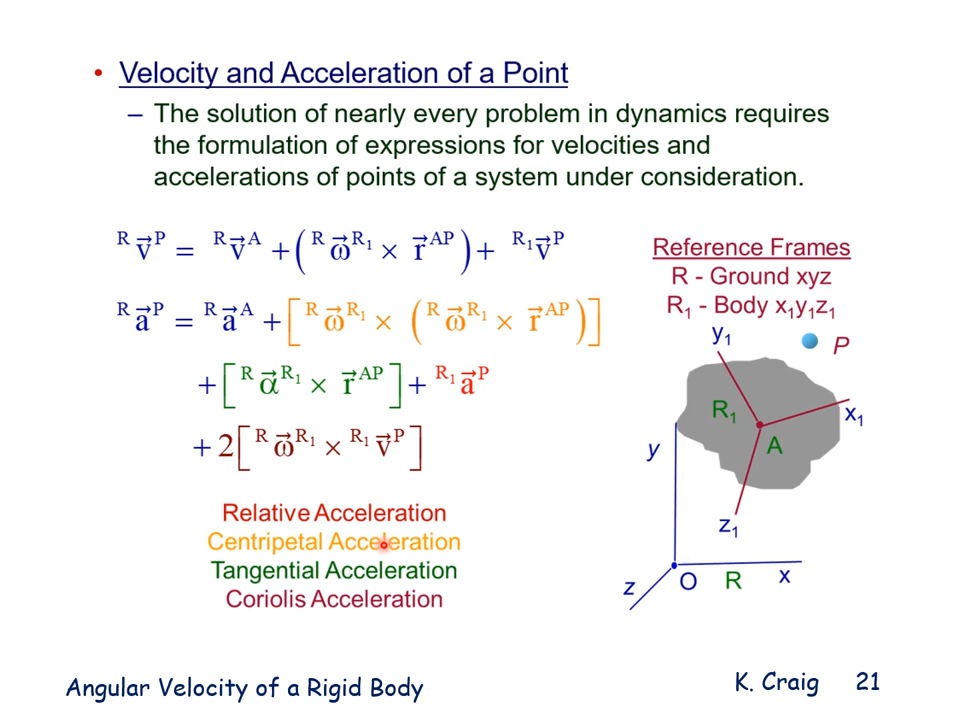 • Velocity and Acceleration of a Point
– The solution of nearly every problem in dynamics requires
the formulation of expressions for velocities and
accelerations of points of a system under consideration.
ᴿv⃗ᴾ = ᴿv⃗ᴬ + (ᴿω⃗ᴿ¹ × r⃗ᴬᴾ) + ᴿ¹v⃗ᴾ
ᴿa⃗ᴾ = ᴿa⃗ᴬ + [ᴿω⃗ᴿ¹ × (ᴿω⃗ᴿ¹ × r⃗ᴬᴾ)]
+ [ᴿα⃗ᴿ¹ × r⃗ᴬᴾ] + ᴿ¹a⃗ᴾ
+ 2[ᴿω⃗ᴿ¹ × ᴿ¹v⃗ᴾ]
Relative Acceleration
Centripetal Acceleration
Tangential Acceleration
Coriolis Acceleration
Reference Frames
R - Ground xyz
R₁ - Body x₁y₁z₁
y₁
P
R₁
x₁
A
y
z₁
z
O
R
x
Angular Velocity of a Rigid Body
K. Craig
21